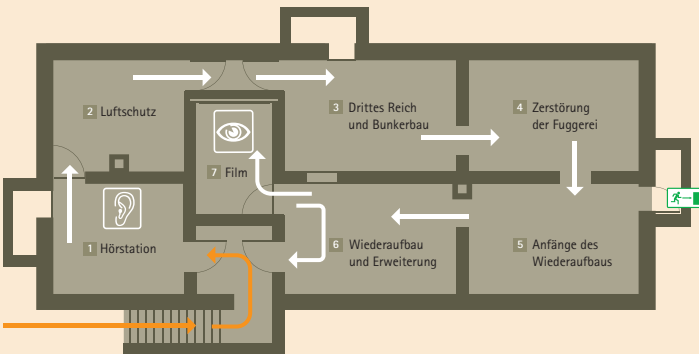 1 Hörstation
2 Luftschutz
3 Drittes Reich
und Bunkerbau
4 Zerstörung
der Fuggerei
5 Anfänge des
Wiederaufbaus
6 Wiederaufbau
und Erweiterung
7 Film